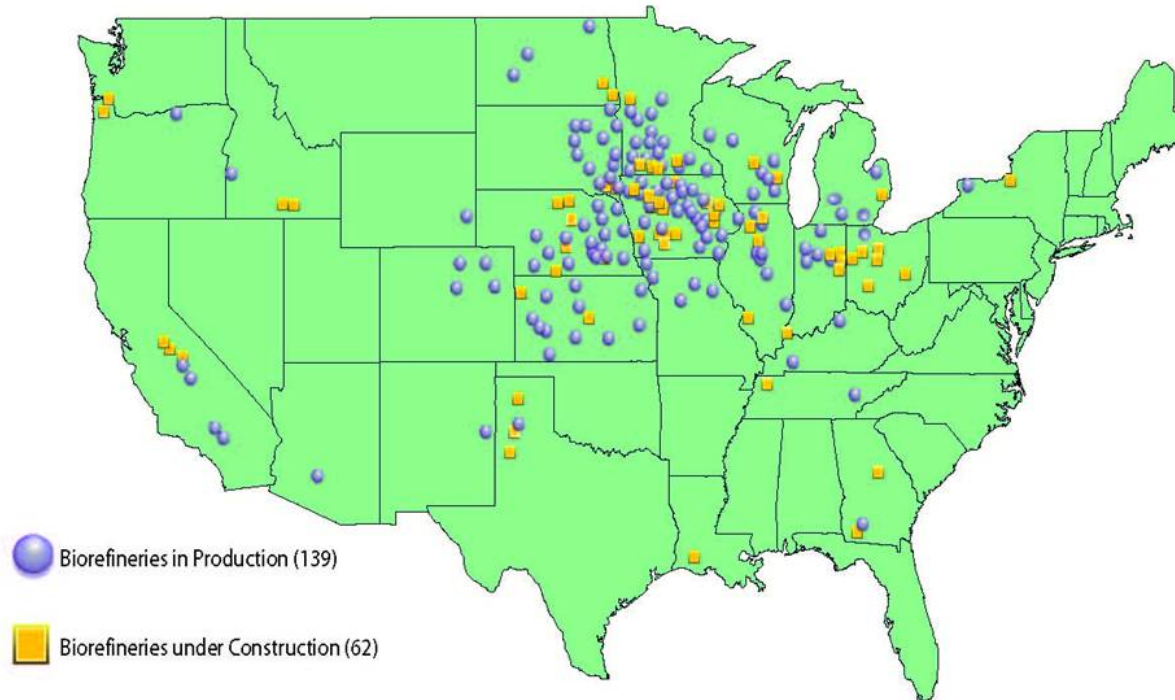 Biorefineries in Production (139)
Biorefineries under Construction (62)